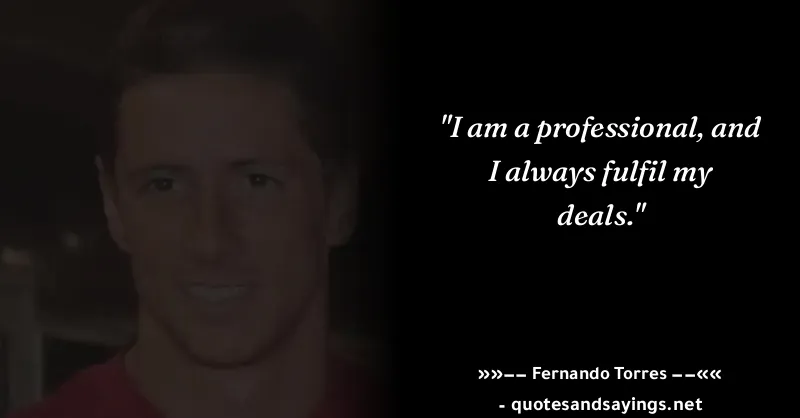 "I am a professional, and
I always fulfil my
deals."
»»−− Fernando Torres −−««
- quotesandsayings.net